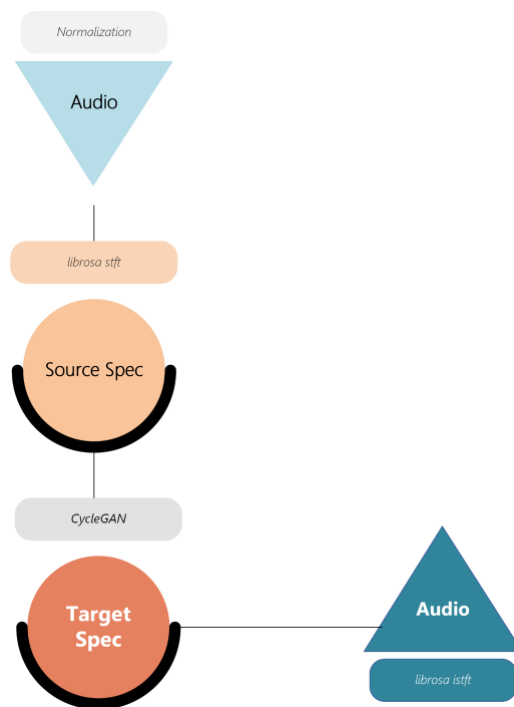 Normalization
Audio
librosa stft
Source Spec
CycleGAN
Target
Spec
Audio
librosa istft